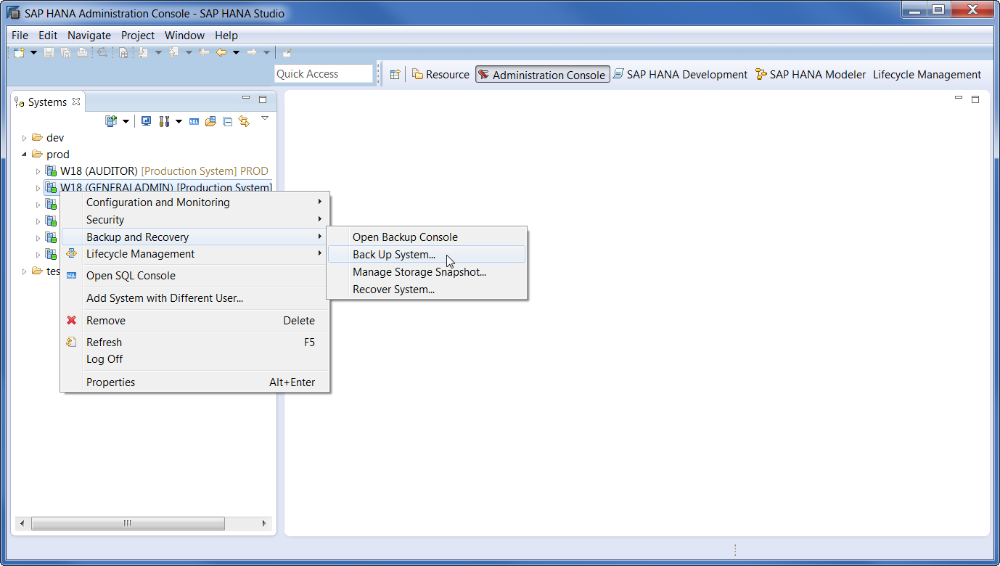 SAP HANA Administration Console - SAP HANA Studio
File Edit Navigate Project Window Help
Quick Access
Resource Administration Console SAP HANA Development SAP HANA Modeler Lifecycle Management
Systems
SQL
dev
prod
W18 (AUDITOR) [Production System] PROD
W18 (GENERALADMIN) [Production System]
Configuration and Monitoring
Security
Backup and Recovery
Lifecycle Management
SQL Open SQL Console
Add System with Different User...
Remove Delete
Refresh F5
Log Off
Properties Alt+Enter
Open Backup Console
Back Up System...
Manage Storage Snapshot...
Recover System...
tes